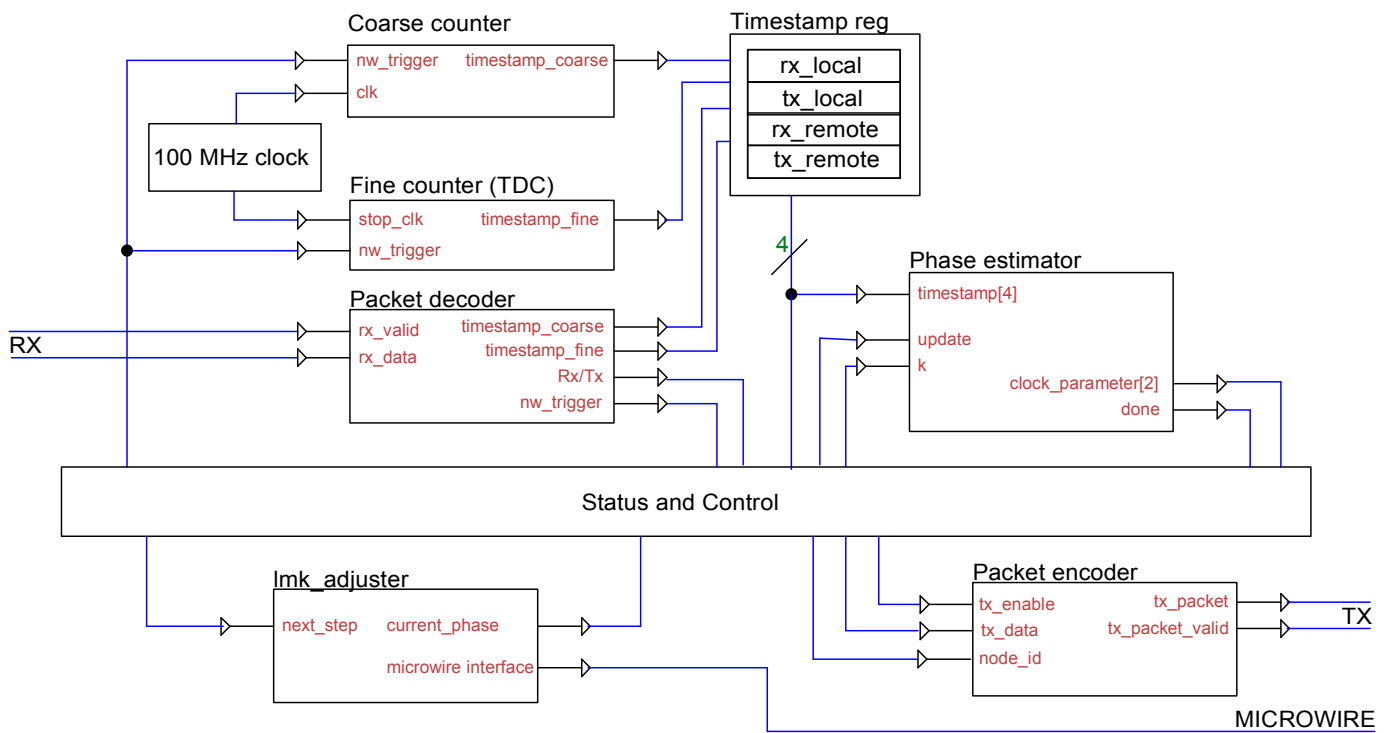 Coarse counter
nw_trigger timestamp_coarse
clk
100 MHz clock
Fine counter (TDC)
stop_clk timestamp_fine
nw_trigger
Packet decoder
rx_valid timestamp_coarse
rx_data timestamp_fine
Rx/Tx
nw_trigger
RX
Timestamp reg
rx_local
tx_local
rx_remote
tx_remote
4
Phase estimator
timestamp[4]
update
k
clock_parameter[2]
done
Status and Control
lmk_adjuster
next_step current_phase
microwire interface
Packet encoder
tx_enable tx_packet
tx_data tx_packet_valid
node_id
TX
MICROWIRE